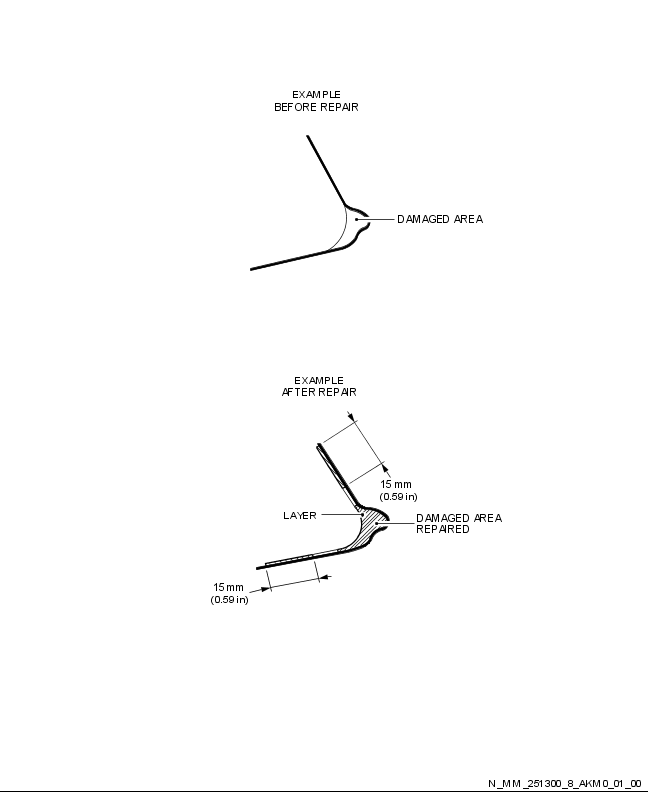 EXAMPLE
BEFORE REPAIR
DAMAGED AREA
EXAMPLE
AFTER REPAIR
15 mm
(0.59 in)
LAYER
DAMAGED AREA
REPAIRED
15 mm
(0.59 in)
N_MM_251300_8_AKM0_01_00